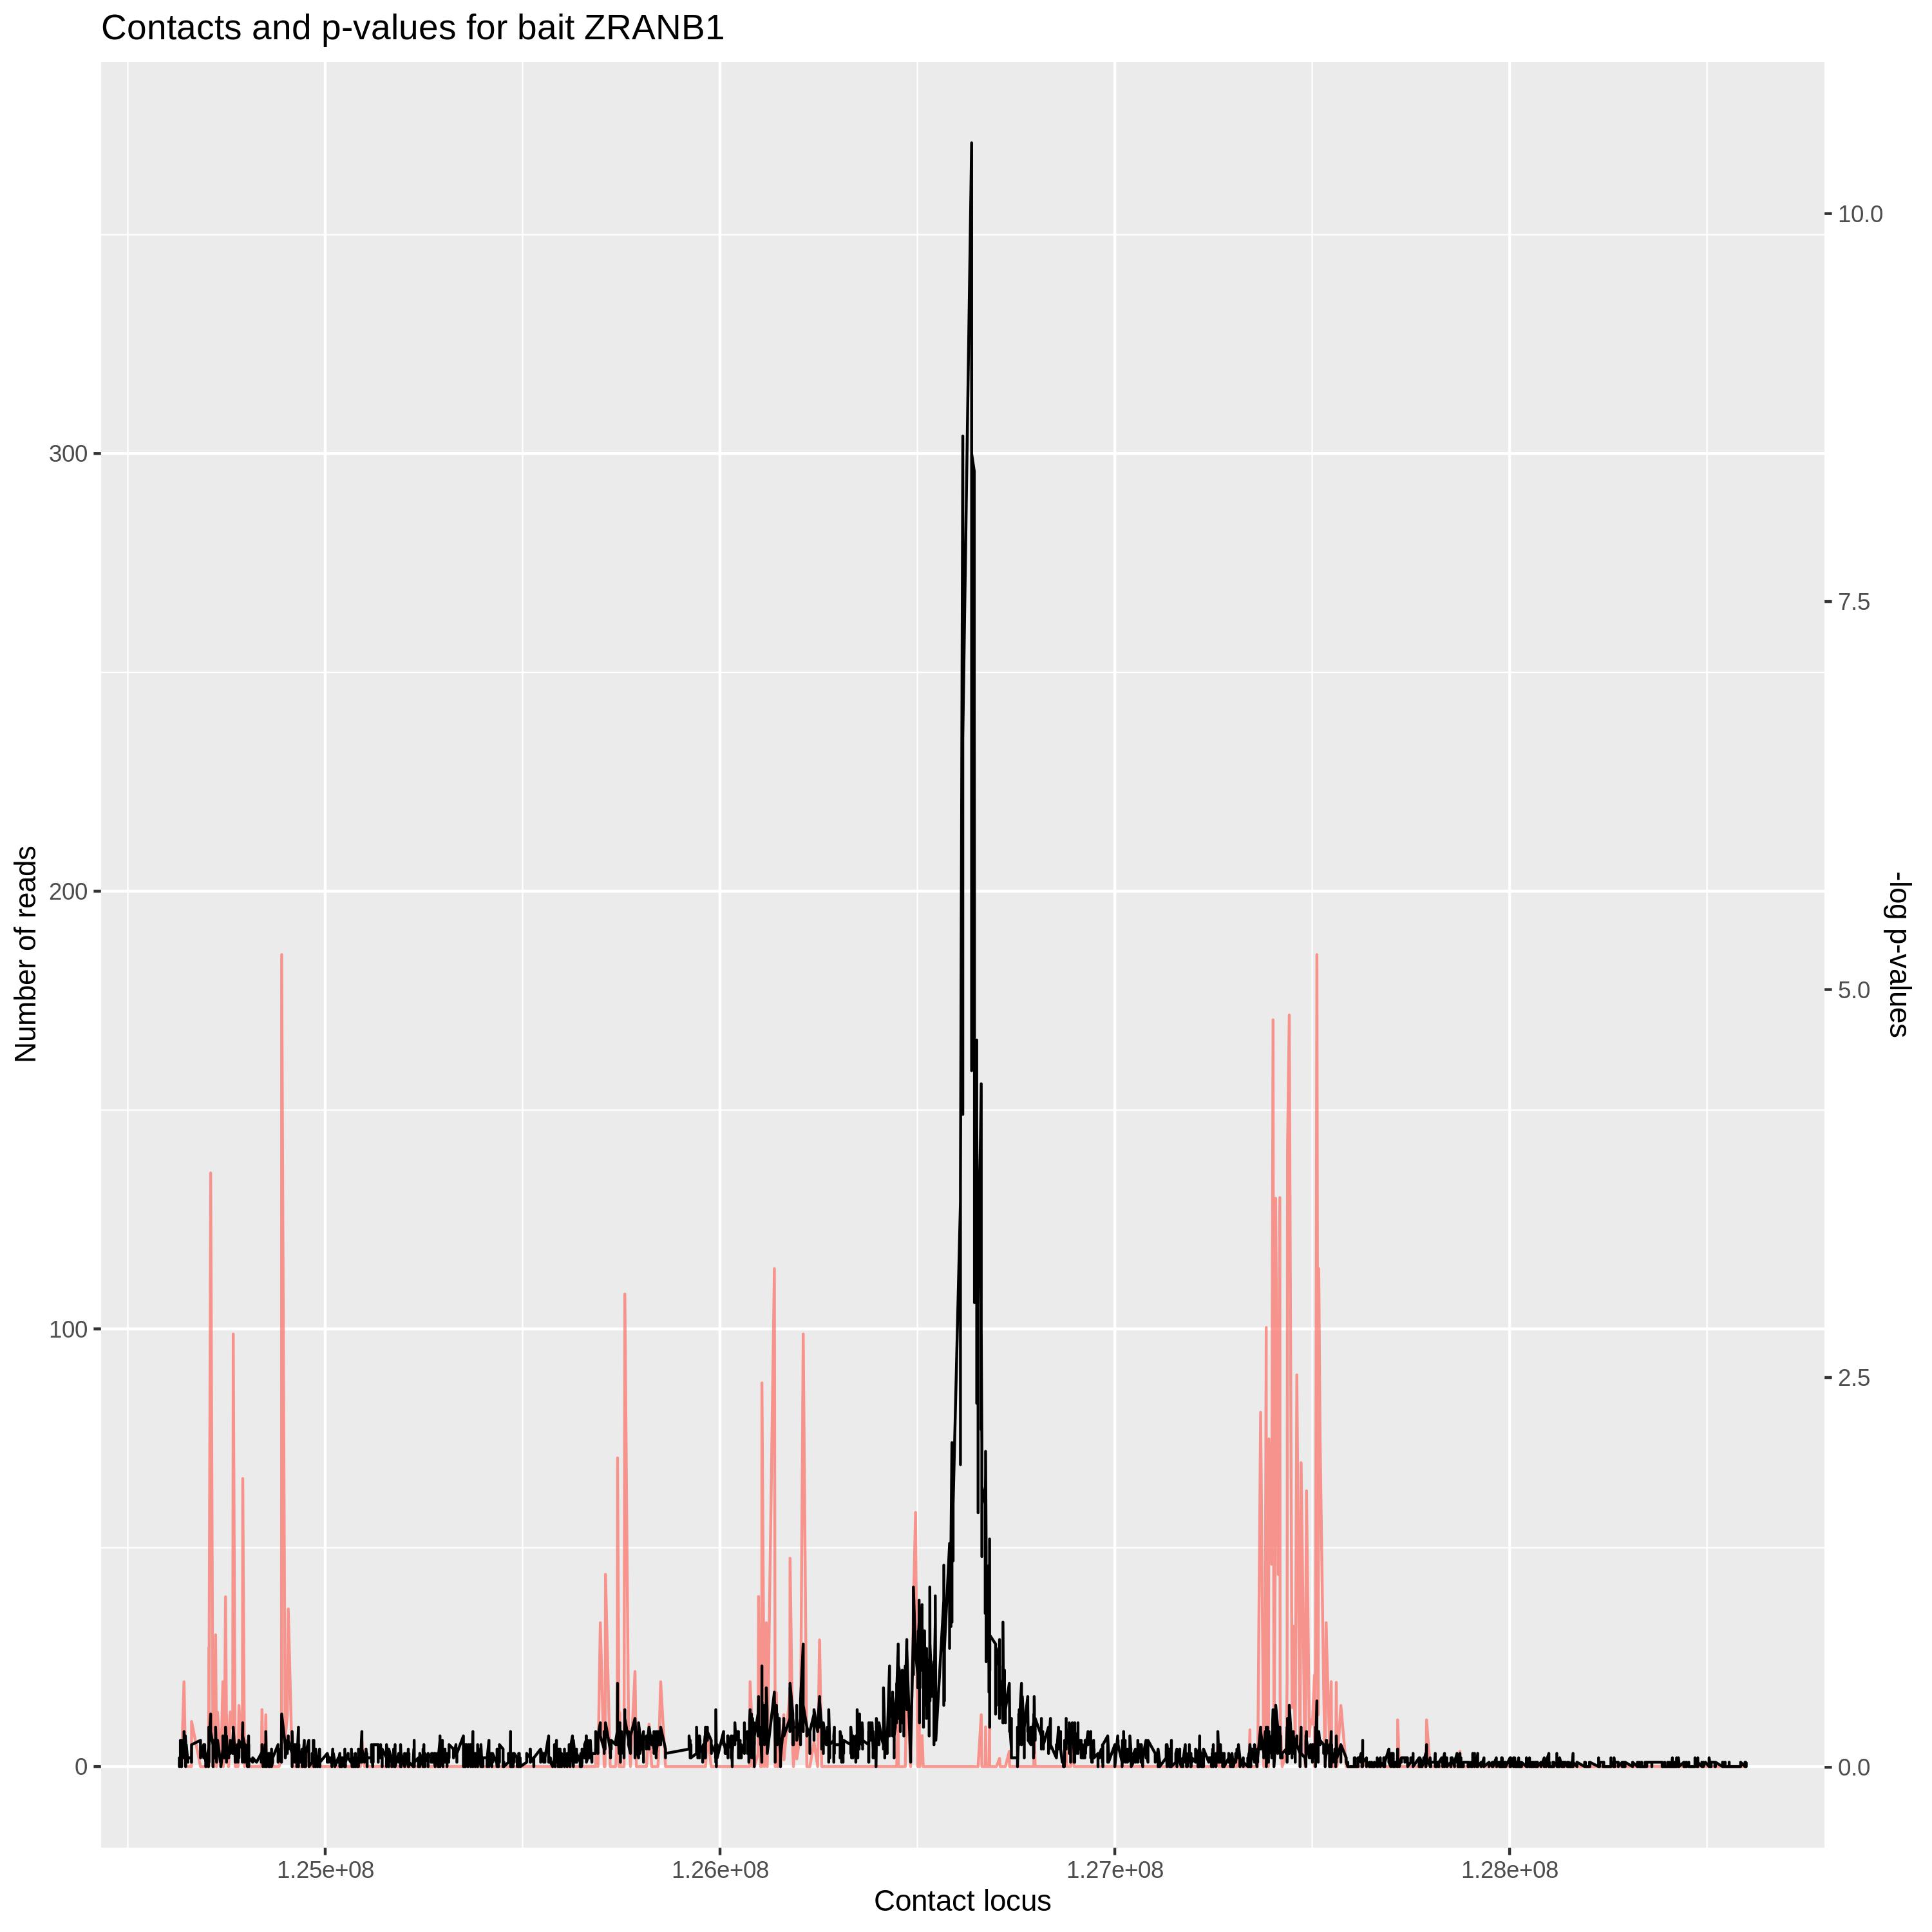 Contacts and p-values for bait ZRANB1
Number of reads
300
200
100
0
10.0
7.5
5.0
2.5
0.0
-log p-values
1.25e+08 1.26e+08 1.27e+08 1.28e+08
Contact locus